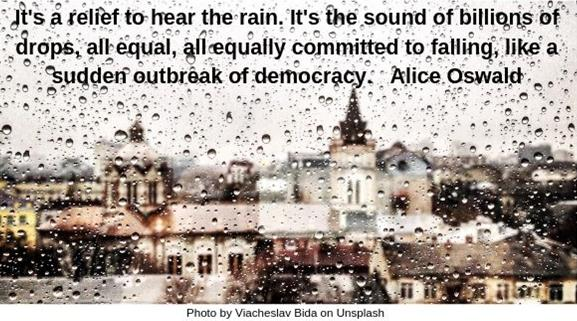 It's a relief to hear the rain. It's the sound of billions of
drops, all equal, all equally committed to falling, like a
sudden outbreak of democracy.   Alice Oswald
Photo by Viacheslav Bida on Unsplash